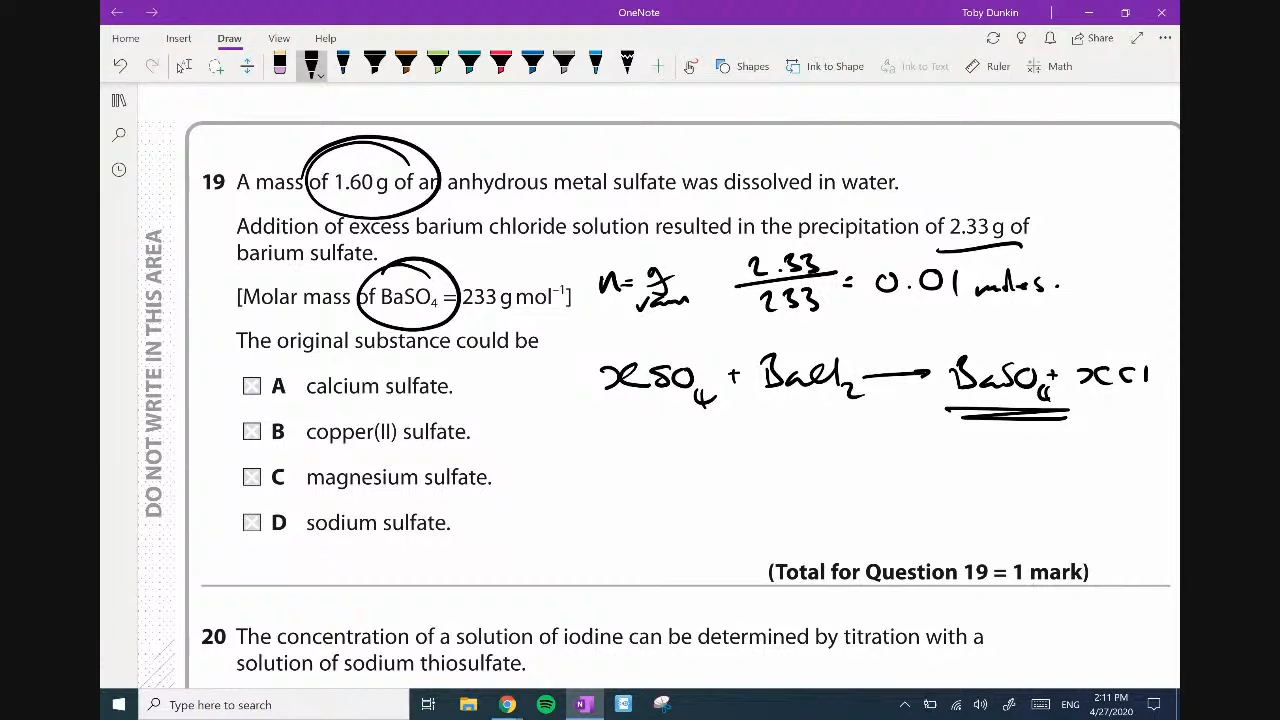 OneNote
Toby Dunkin
Home Insert Draw View Help
Share
Shapes Ink to Shape Ink to Text Ruler Math
DO NOT WRITE IN THIS AREA
19 A mass of 1.60 g of an anhydrous metal sulfate was dissolved in water.
Addition of excess barium chloride solution resulted in the precipitation of 2.33 g of
barium sulfate.
[Molar mass of BaSO₄ = 233 g mol⁻¹]
n = g 2.33 / 233 = 0.01 moles.
The original substance could be
xSO₄ + BaCl₂ → BaSO₄ + xCl
A calcium sulfate.
B copper(II) sulfate.
C magnesium sulfate.
D sodium sulfate.
(Total for Question 19 = 1 mark)
20 The concentration of a solution of iodine can be determined by titration with a
solution of sodium thiosulfate.
Type here to search
ENG
2:11 PM
4/27/2020